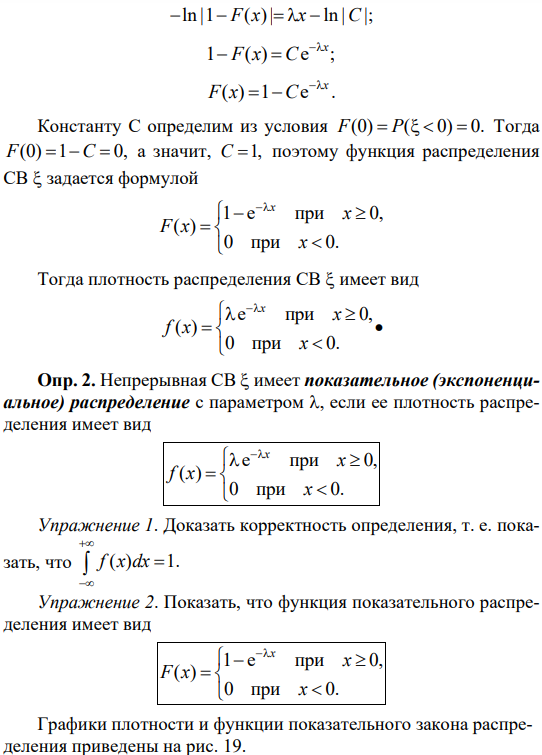 −ln|1−F(x)|=λx−ln|C|;
1−F(x)=Ce^{−λx};
F(x)=1−Ce^{−λx}.
Константу С определим из условия F(0)=P(ξ<0)=0. Тогда
F(0)=1−C=0, а значит, C=1, поэтому функция распределения
СВ ξ задается формулой
F(x)={1−e^{−λx} при x≥0,
0 при x<0.
Тогда плотность распределения СВ ξ имеет вид
f(x)={λe^{−λx} при x≥0, •
0 при x<0.
Опр. 2. Непрерывная СВ ξ имеет показательное (экспоненци-
альное) распределение с параметром λ, если ее плотность распре-
деления имеет вид
f(x)={λe^{−λx} при x≥0,
0 при x<0.
Упражнение 1. Доказать корректность определения, т. е. пока-
зать, что ∫_{−∞}^{+∞} f(x)dx=1.
Упражнение 2. Показать, что функция показательного распре-
деления имеет вид
F(x)={1−e^{−λx} при x≥0,
0 при x<0.
Графики плотности и функции показательного закона распре-
деления приведены на рис. 19.